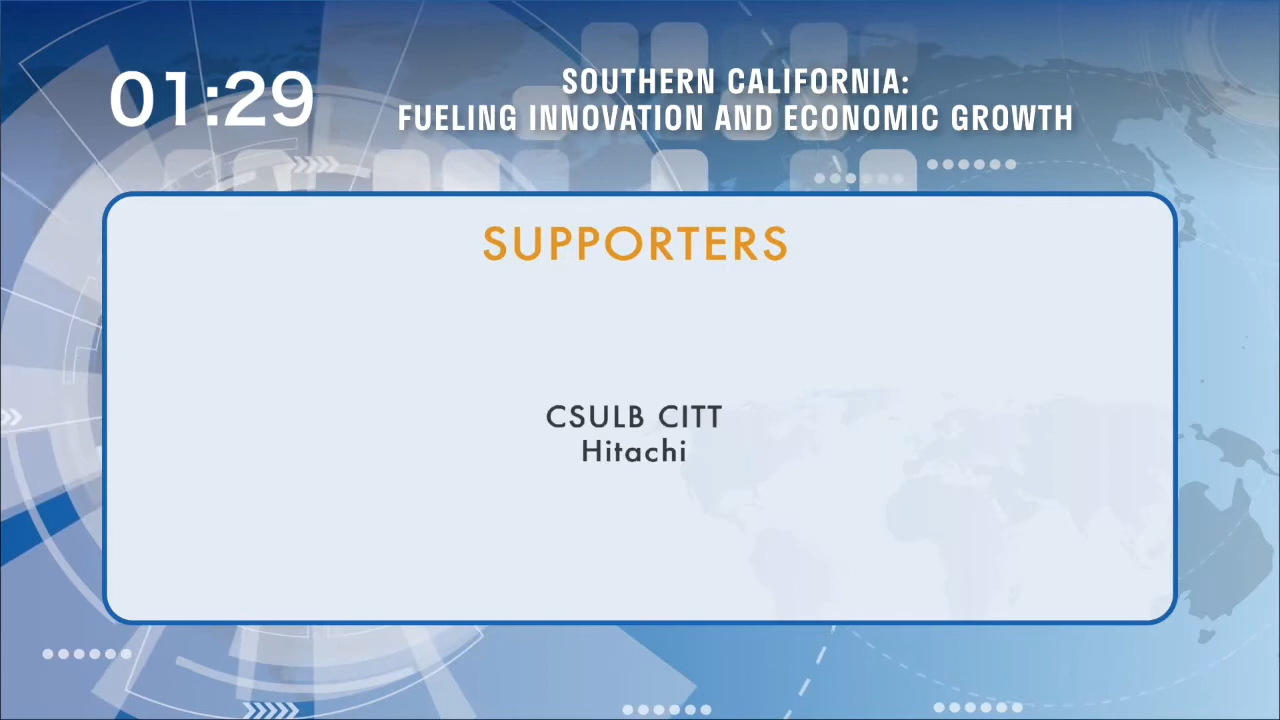 01:29
SOUTHERN CALIFORNIA:
FUELING INNOVATION AND ECONOMIC GROWTH
SUPPORTERS
CSULB CITT
Hitachi